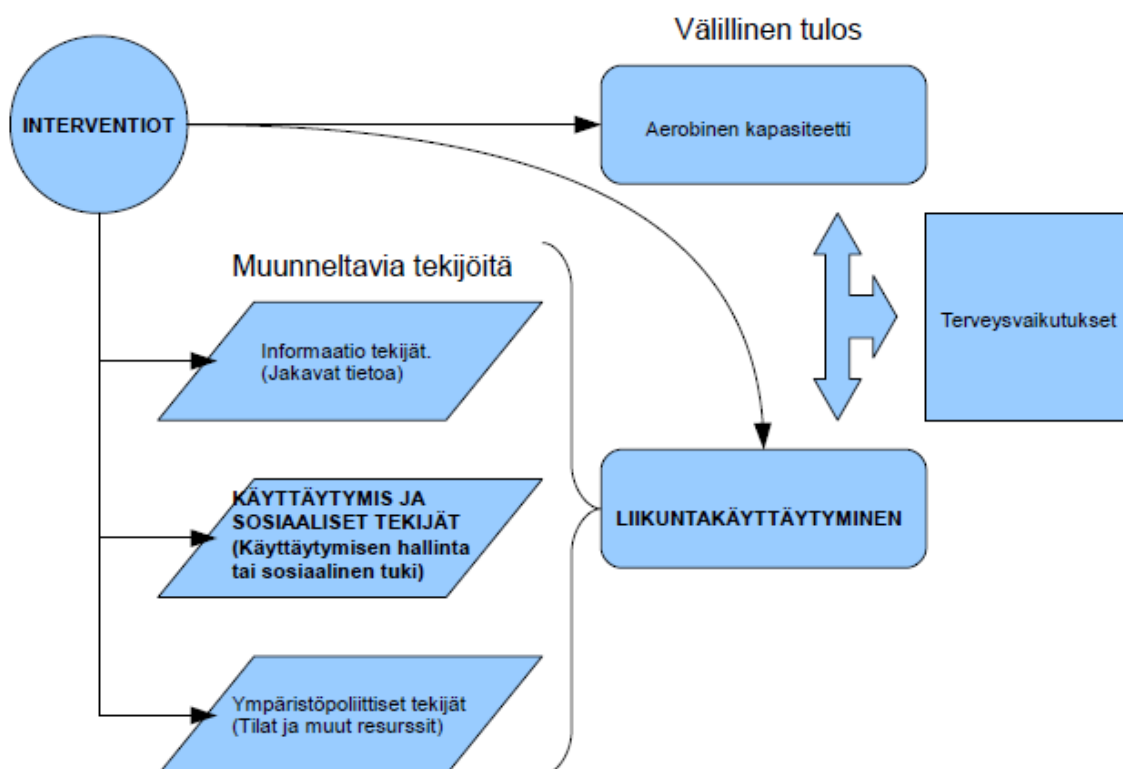 Välillinen tulos
INTERVENTIOT
Aerobinen kapasiteetti
Muunneltavia tekijöitä
Informaatio tekijät.
(Jakavat tietoa)
Terveysvaikutukset
KÄYTTÄYTYMIS JA
SOSIAALISET TEKIJÄT
(Käyttäytymisen hallinta
tai sosiaalinen tuki)
LIIKUNTAKÄYTTÄYTYMINEN
Ympäristöpoliittiset tekijät
(Tilat ja muut resurssit)